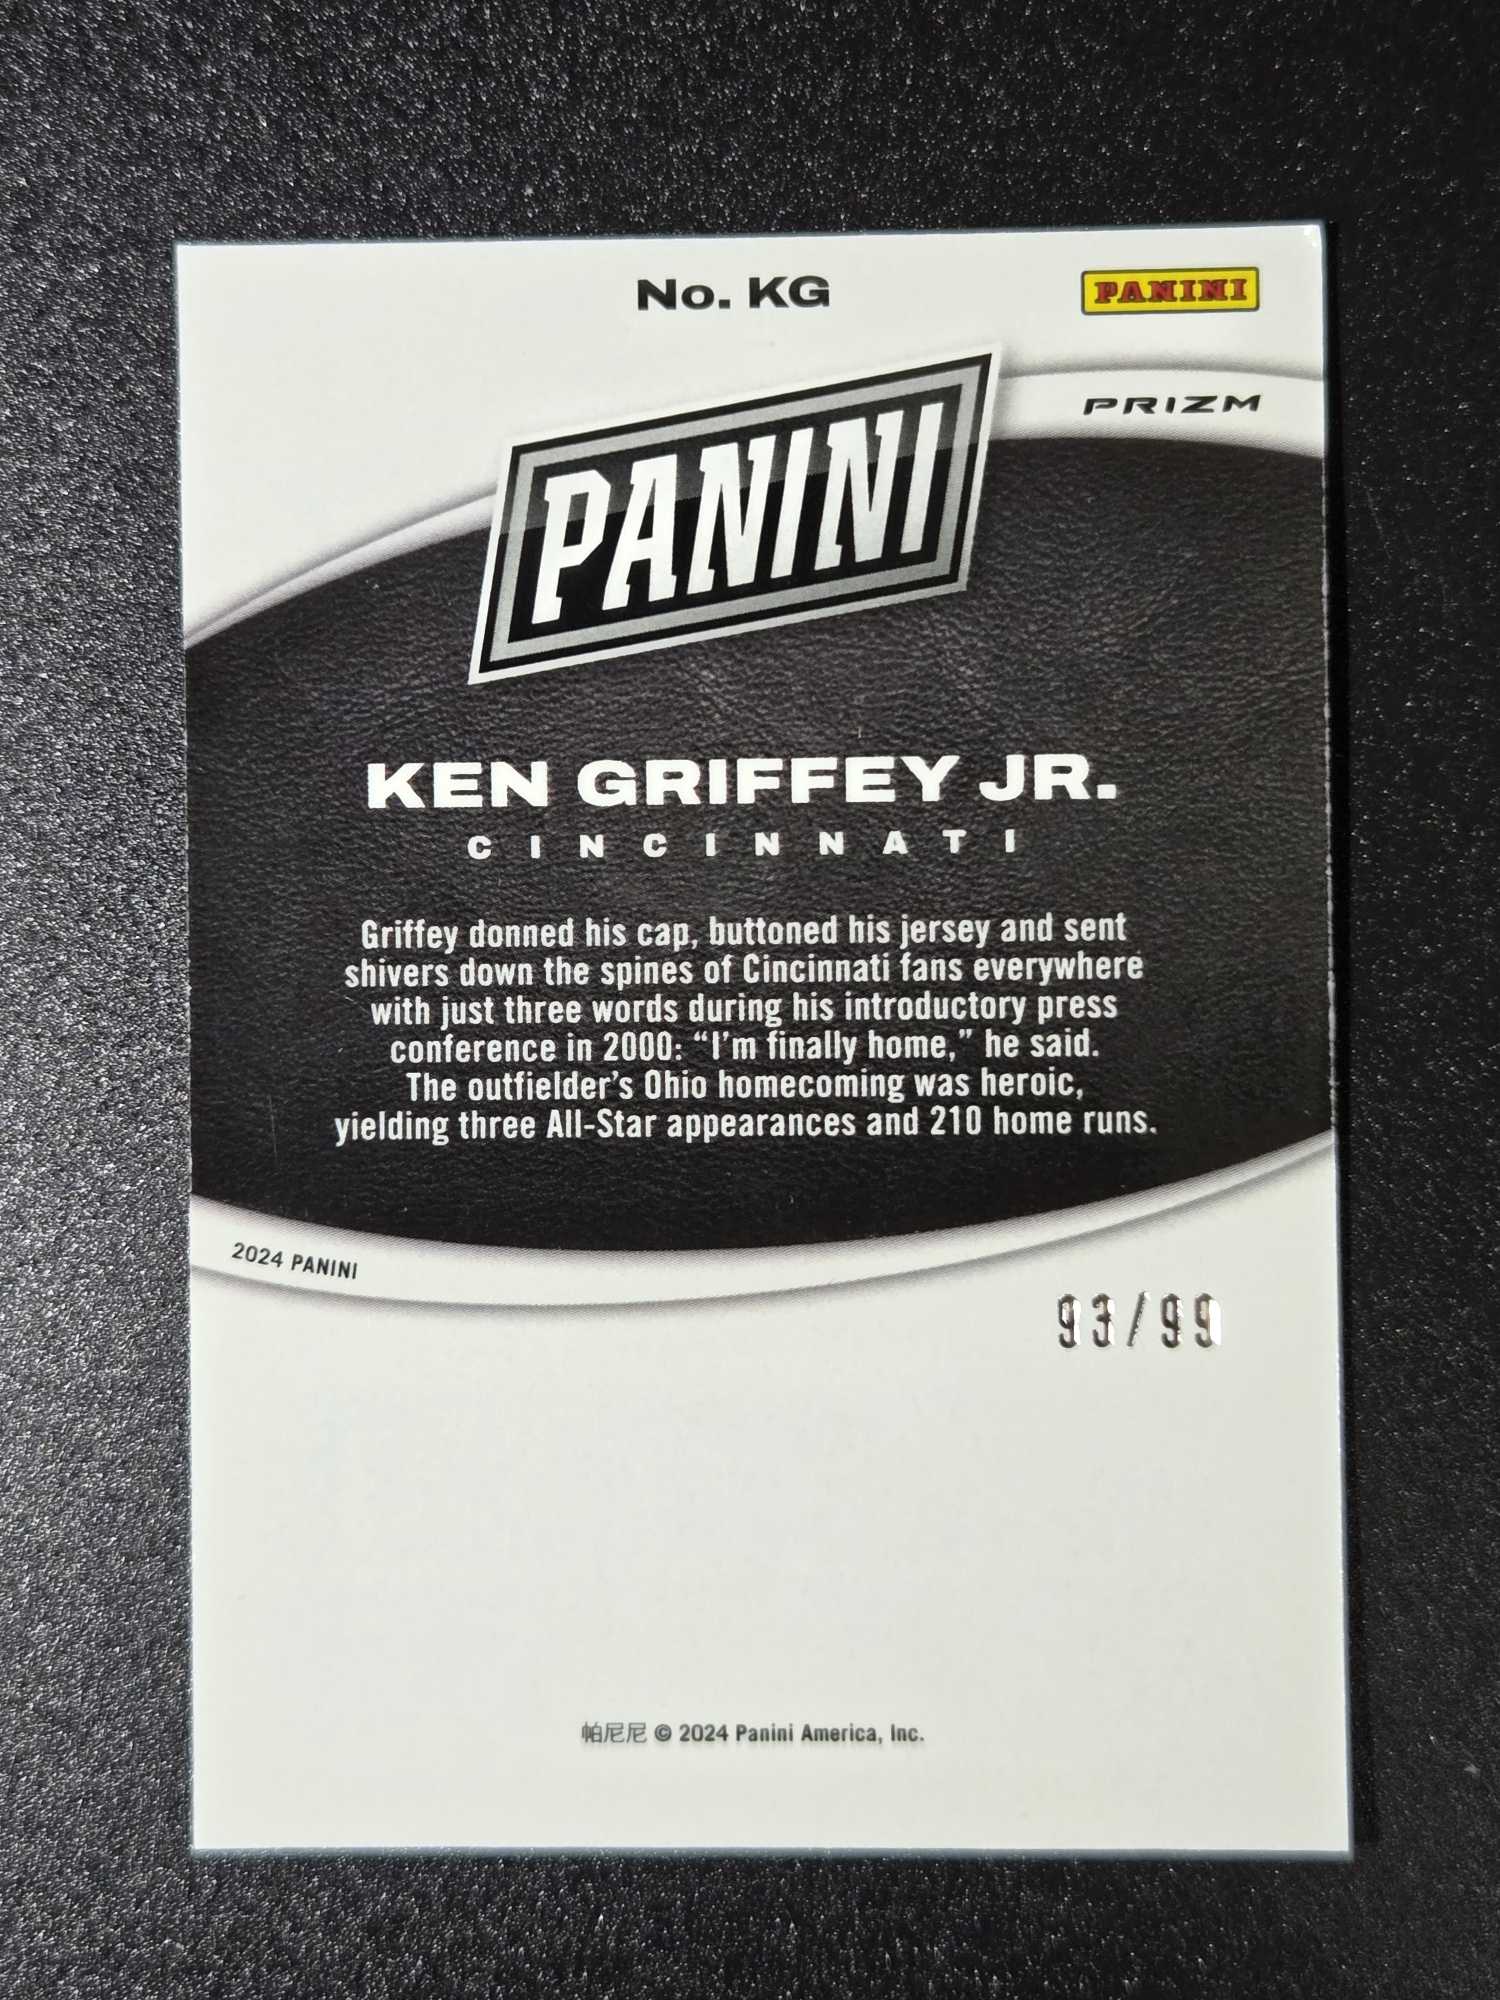 No. KG
PANINI
PRIZM
PANINI
KEN GRIFFEY JR.
CINCINNATI
Griffey donned his cap, buttoned his jersey and sent
shivers down the spines of Cincinnati fans everywhere
with just three words during his introductory press
conference in 2000: “I’m finally home,” he said.
The outfielder’s Ohio homecoming was heroic,
yielding three All-Star appearances and 210 home runs.
2024 PANINI
93/99
帕尼尼 © 2024 Panini America, Inc.